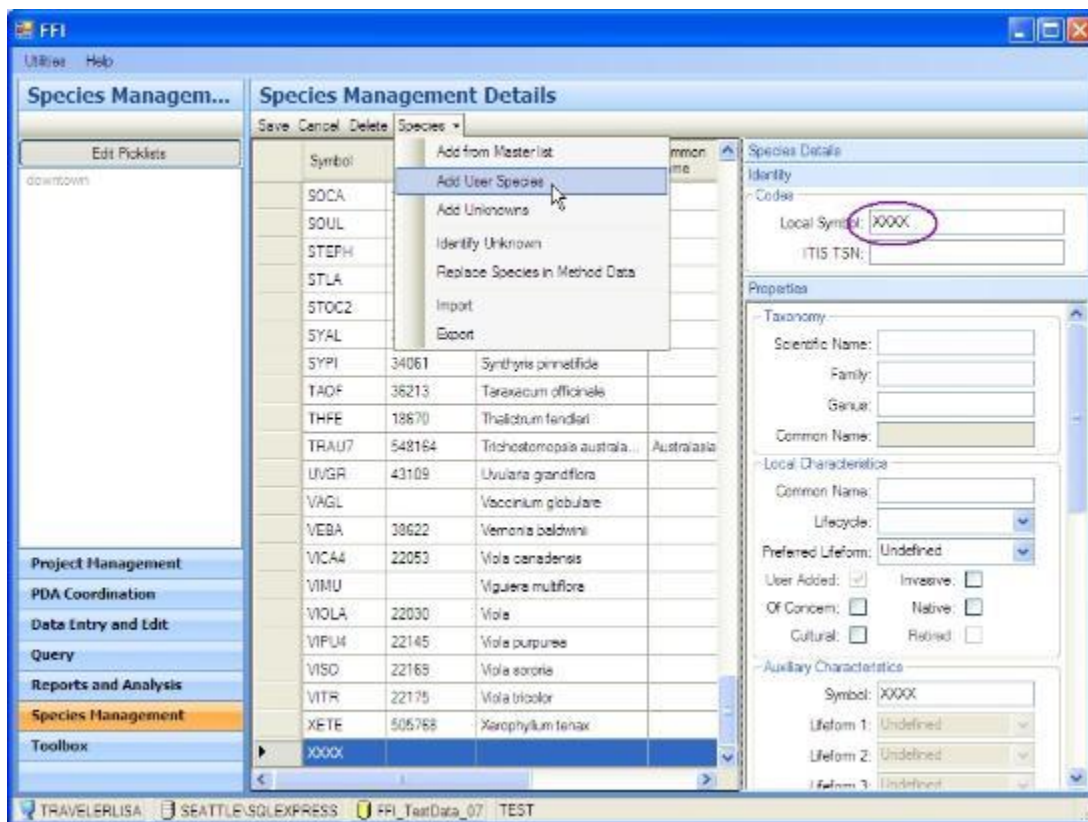 FFI
Utilities Help
Species Managem...
Species Management Details
Save Cancel Delete Species
Edit Picklists
downtown
Project Management
PDA Coordination
Data Entry and Edit
Query
Reports and Analysis
Species Management
Toolbox
Symbol
Add from Master list
Add User Species
Add Unknowns
Identify Unknown
Replace Species in Method Data
Import
Export
SOCA
SOUL
STEPH
STLA
STOC2
SYAL
SYPI 34061 Synthyris pinnatifida
TAOF 36213 Taraxacum officinale
THFE 18670 Thalictrum fendleri
TRAU7 548164 Trichostomopsis australa... Australasia
UVGR 43109 Uvularia grandiflora
VAGL Vaccinium globulare
VEBA 38622 Vernonia baldwinii
VICA4 22053 Viola canadensis
VIMU Viguiera multiflora
VIOLA 22030 Viola
VIPU4 22145 Viola purpurea
VISO 22169 Viola sororia
VITR 22175 Viola tricolor
XETE 505768 Xerophyllum tenax
XXXX
Species Details
Identity
Codes
Local Symbol: XXXX
ITIS TSN:
Properties
Taxonomy
Scientific Name:
Family:
Genus:
Common Name:
Local Characteristics
Common Name:
Lifecycle:
Preferred Lifeform: Undefined
User Added: Invasive:
Of Concern: Native:
Cultural: Retired:
Auxiliary Characteristics
Symbol: XXXX
Lifeform 1: Undefined
Lifeform 2: Undefined
Lifeform 3: Undefined
TRAVELERLISA SEATTLE\SQLEXPRESS FFI_TestData_07 TEST